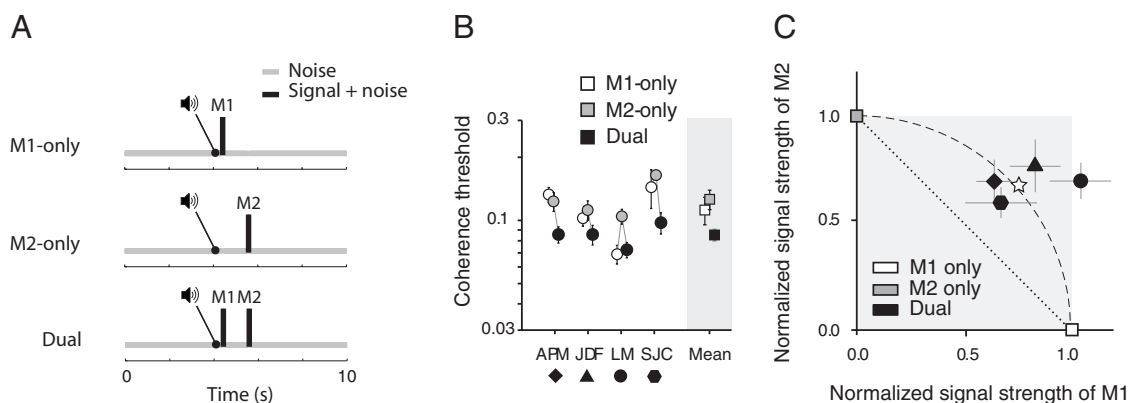 A
Noise
Signal + noise
M1-only
M1
M2-only
M2
Dual
M1 M2
0 10
Time (s)
B
M1-only
M2-only
Dual
Coherence threshold
0.3
0.1
0.03
APM JDF LM SJC Mean
C
Normalized signal strength of M2
1.0
0.5
0.0
M1 only
M2 only
Dual
0.0 0.5 1.0
Normalized signal strength of M1